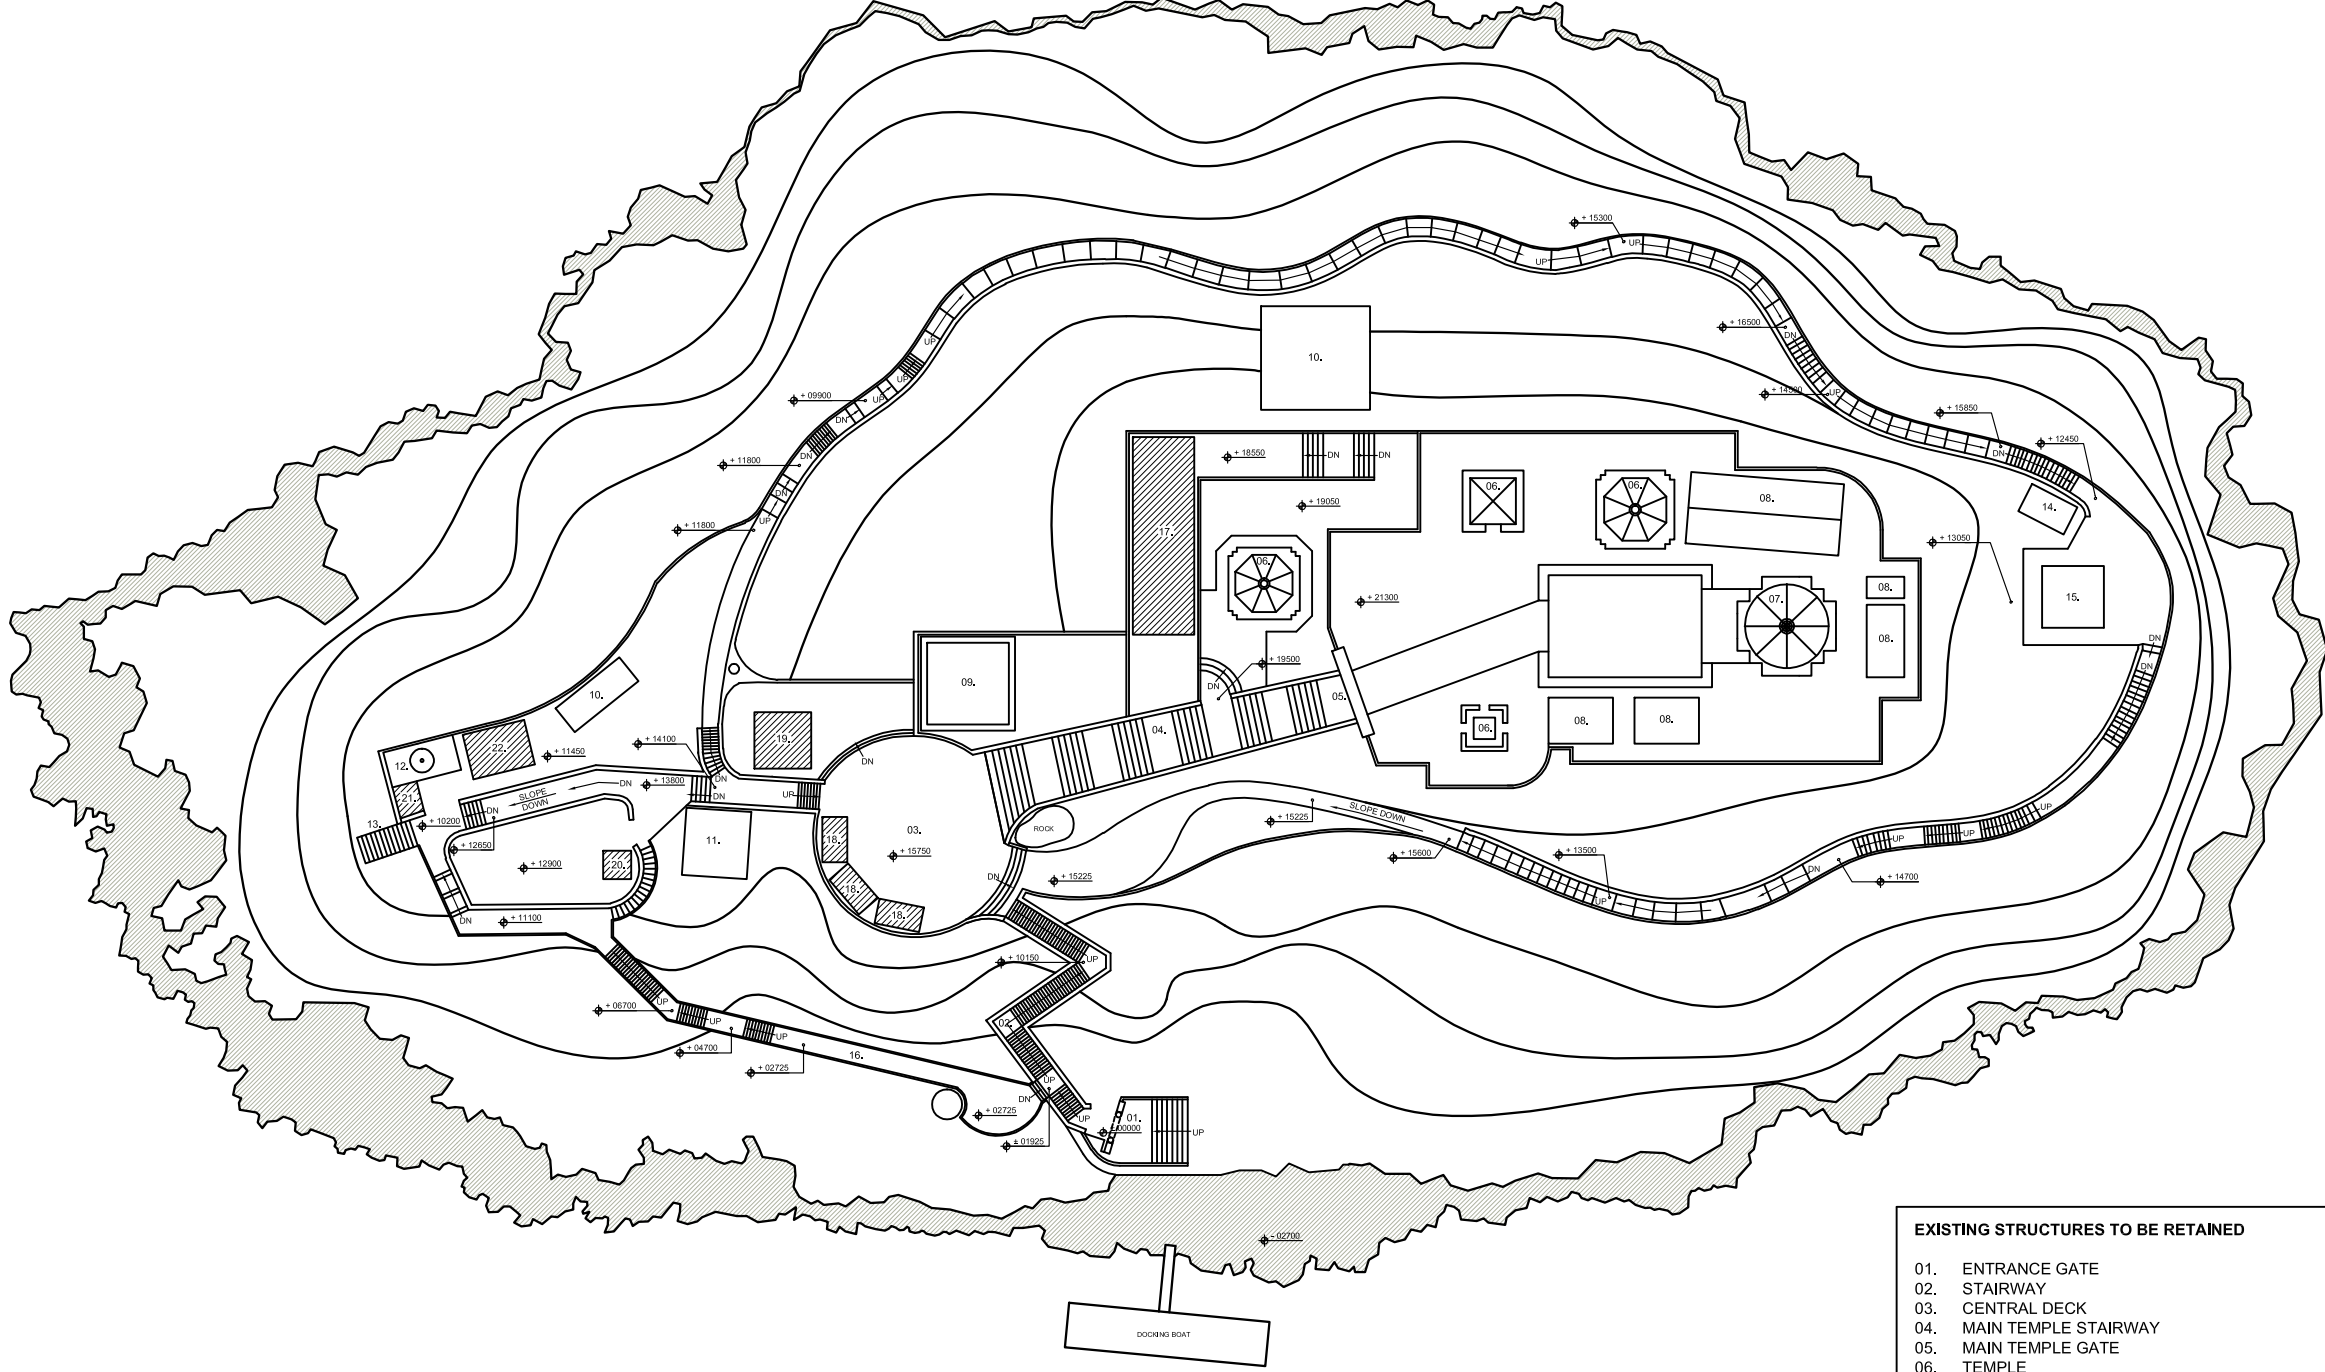 + 15300
UP
UP
+ 16500
DN
UP
10.
+ 14500
UP
UP
+ 09900
UP
DN
+ 15850
+ 12450
DN
+ 18550
DN
DN
DN
+ 11800
06.
06.
08.
DN
+ 19050
14.
UP
+ 11800
17.
+ 13050
06.
08.
+ 21300
07.
15.
08.
DN
+ 19500
DN
09.
DN
10.
05.
08.
08.
06.
04.
19.
+ 14100
22.
+ 11450
DN
12.
DN
+ 13800
DN
UP
DN
SLOPE
DOWN
21.
DN
+ 15225
SLOPE DOWN
UP
13.
+ 10200
ROCK
03.
11.
18.
UP
UP
+ 12650
+ 15750
+ 15600
+ 13500
20.
+ 12900
DN
DN
+ 15225
+ 14700
18.
UP
18.
DN
+ 11100
+ 10150
UP
UP
+ 06700
UP
02.
UP
+ 04700
16.
+ 02725
UP
DN
+ 02725
UP
01.
± 00000
UP
± 01925
- 02700
DOCKING BOAT
EXISTING STRUCTURES TO BE RETAINED
01. ENTRANCE GATE
02. STAIRWAY
03. CENTRAL DECK
04. MAIN TEMPLE STAIRWAY
05. MAIN TEMPLE GATE
06. TEMPLE